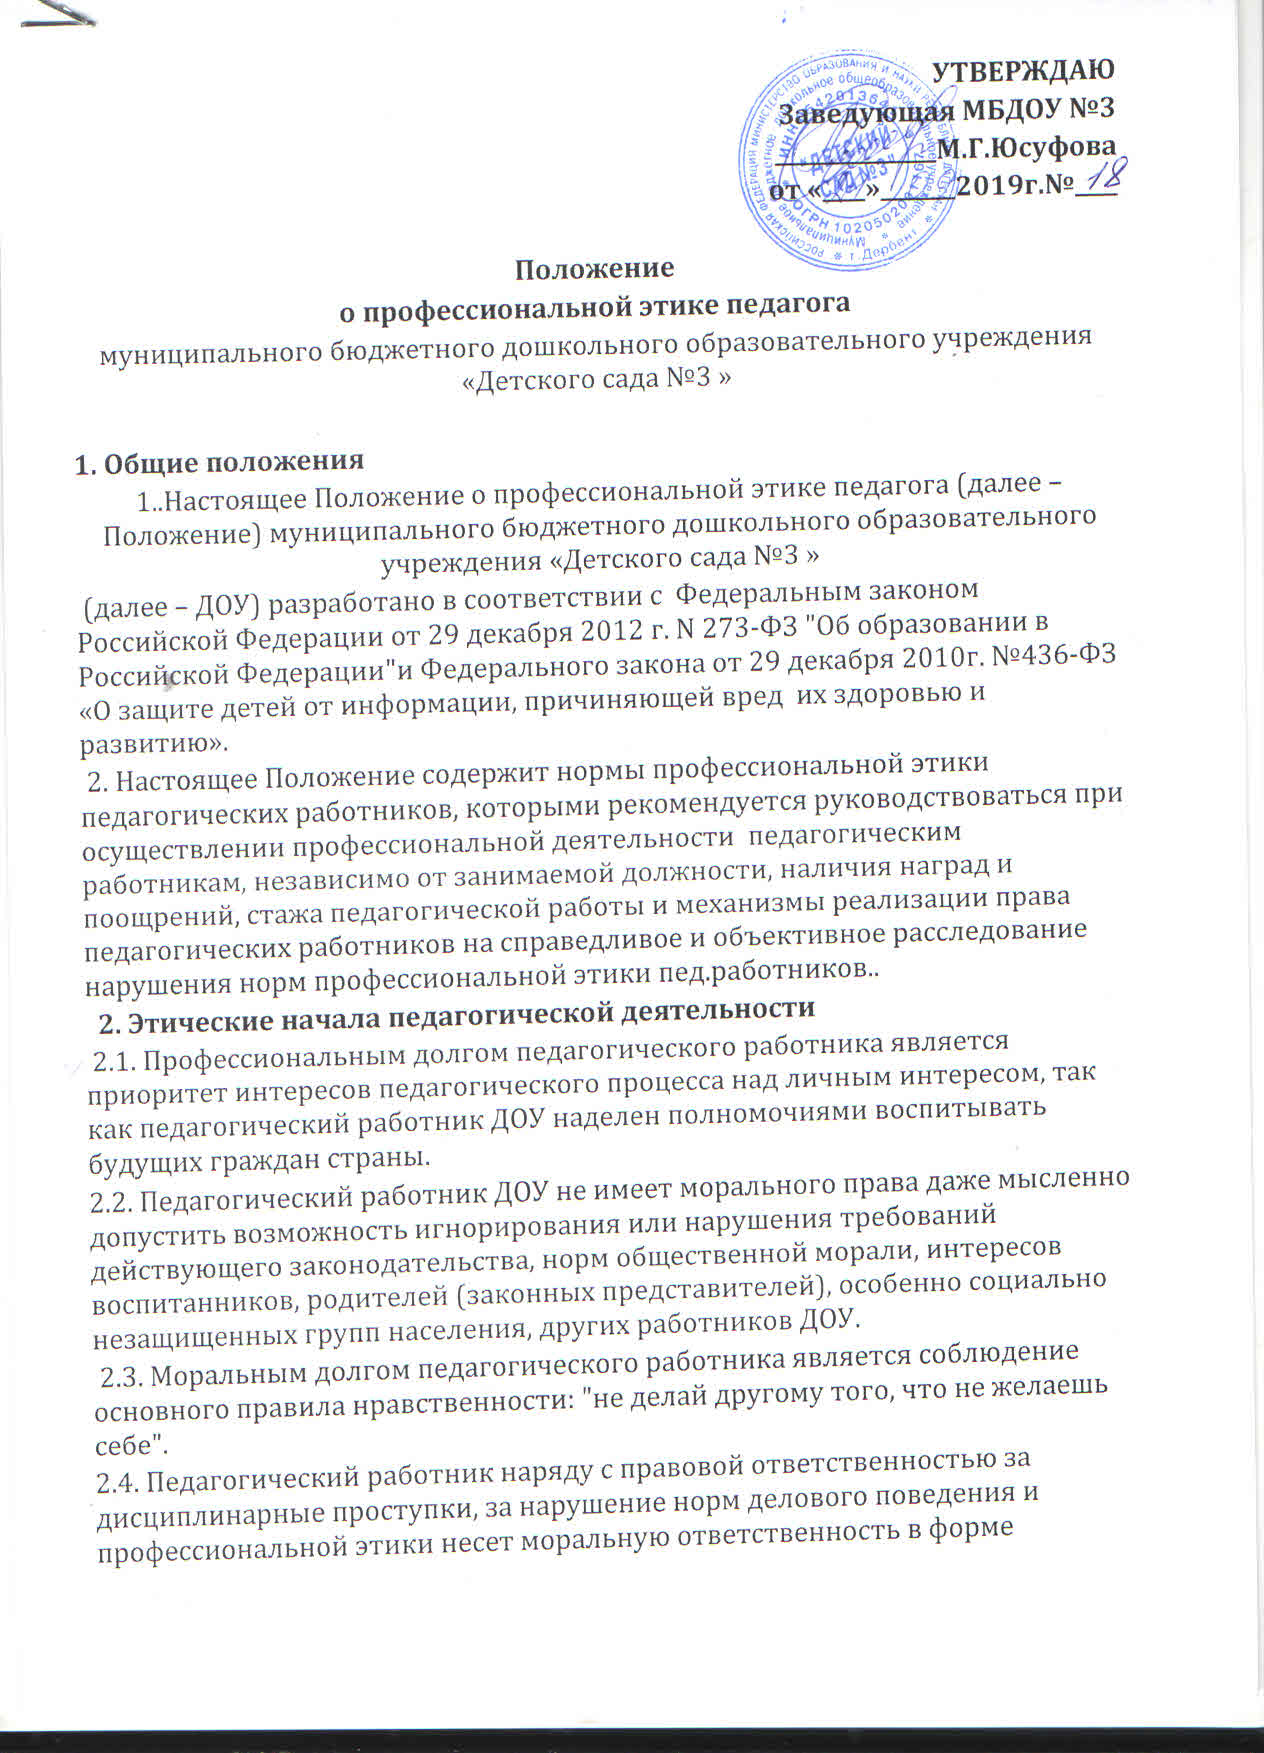 УТВЕРЖДАЮ
Заведующая МБДОУ №3
____________М.Г.Юсуфова
от «___»______2019г.№ 18
"ДЕТСКИЙ
САД №3"
г. Дербент
Положение
о профессиональной этике педагога
муниципального бюджетного дошкольного образовательного учреждения
«Детского сада №3 »
1. Общие положения
1..Настоящее Положение о профессиональной этике педагога (далее –
Положение) муниципального бюджетного дошкольного образовательного
учреждения «Детского сада №3 »
(далее – ДОУ) разработано в соответствии с Федеральным законом
Российской Федерации от 29 декабря 2012 г. N 273-ФЗ "Об образовании в
Российской Федерации"и Федерального закона от 29 декабря 2010г. №436-ФЗ
«О защите детей от информации, причиняющей вред их здоровью и
развитию».
2. Настоящее Положение содержит нормы профессиональной этики
педагогических работников, которыми рекомендуется руководствоваться при
осуществлении профессиональной деятельности педагогическим
работникам, независимо от занимаемой должности, наличия наград и
поощрений, стажа педагогической работы и механизмы реализации права
педагогических работников на справедливое и объективное расследование
нарушения норм профессиональной этики пед.работников..
2. Этические начала педагогической деятельности
2.1. Профессиональным долгом педагогического работника является
приоритет интересов педагогического процесса над личным интересом, так
как педагогический работник ДОУ наделен полномочиями воспитывать
будущих граждан страны.
2.2. Педагогический работник ДОУ не имеет морального права даже мысленно
допустить возможность игнорирования или нарушения требований
действующего законодательства, норм общественной морали, интересов
воспитанников, родителей (законных представителей), особенно социально
незащищенных групп населения, других работников ДОУ.
2.3. Моральным долгом педагогического работника является соблюдение
основного правила нравственности: "не делай другому того, что не желаешь
себе".
2.4. Педагогический работник наряду с правовой ответственностью за
дисциплинарные проступки, за нарушение норм делового поведения и
профессиональной этики несет моральную ответственность в форме